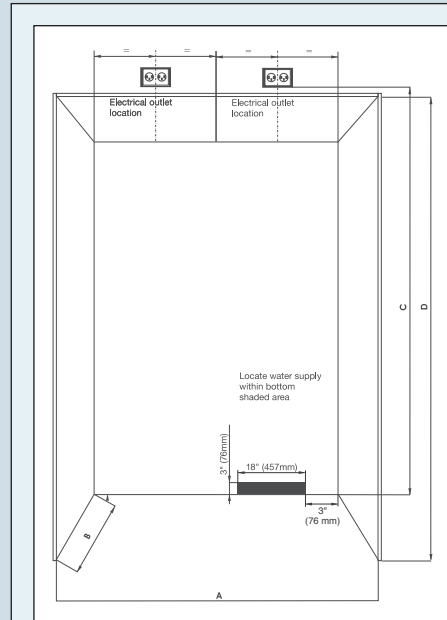 = = = =
Electrical outlet
location
Electrical outlet
location
C
D
Locate water supply
within bottom
shaded area
3" (76mm)
18" (457mm)
3"
(76 mm)
B
A